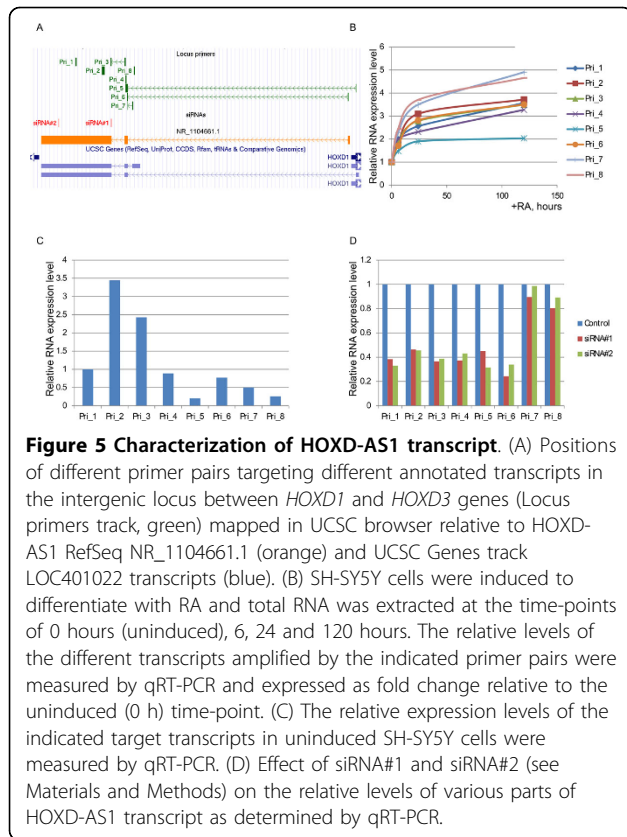 A
B
Pri_1
Pri_3
Locus primers
Pri_2
Pri_8
Pri_4
Pri_5
Pri_6
Pri_7
siRNAs
siRNA#2
siRNA#1
NR_1104661.1
UCSC Genes (RefSeq, UniProt, CCDS, Rfam, tRNAs & Comparative Genomics)
HOXD1
HOXD1
HOXD1
Relative RNA expression level
6
5
4
3
2
1
0
0
50
100
150
+RA, hours
Pri_1
Pri_2
Pri_3
Pri_4
Pri_5
Pri_6
Pri_7
Pri_8
C
D
Relative RNA expression level
4
3.5
3
2.5
2
1.5
1
0.5
0
Pri_1 Pri_2 Pri_3 Pri_4 Pri_5 Pri_6 Pri_7 Pri_8
Relative RNA expression level
1.2
1
0.8
0.6
0.4
0.2
0
Pri_1 Pri_2 Pri_3 Pri_4 Pri_5 Pri_6 Pri_7 Pri_8
Control
siRNA#1
siRNA#2
Figure 5 Characterization of HOXD-AS1 transcript. (A) Positions
of different primer pairs targeting different annotated transcripts in
the intergenic locus between HOXD1 and HOXD3 genes (Locus
primers track, green) mapped in UCSC browser relative to HOXD-
AS1 RefSeq NR_1104661.1 (orange) and UCSC Genes track
LOC401022 transcripts (blue). (B) SH-SY5Y cells were induced to
differentiate with RA and total RNA was extracted at the time-points
of 0 hours (uninduced), 6, 24 and 120 hours. The relative levels of
the different transcripts amplified by the indicated primer pairs were
measured by qRT-PCR and expressed as fold change relative to the
uninduced (0 h) time-point. (C) The relative expression levels of the
indicated target transcripts in uninduced SH-SY5Y cells were
measured by qRT-PCR. (D) Effect of siRNA#1 and siRNA#2 (see
Materials and Methods) on the relative levels of various parts of
HOXD-AS1 transcript as determined by qRT-PCR.